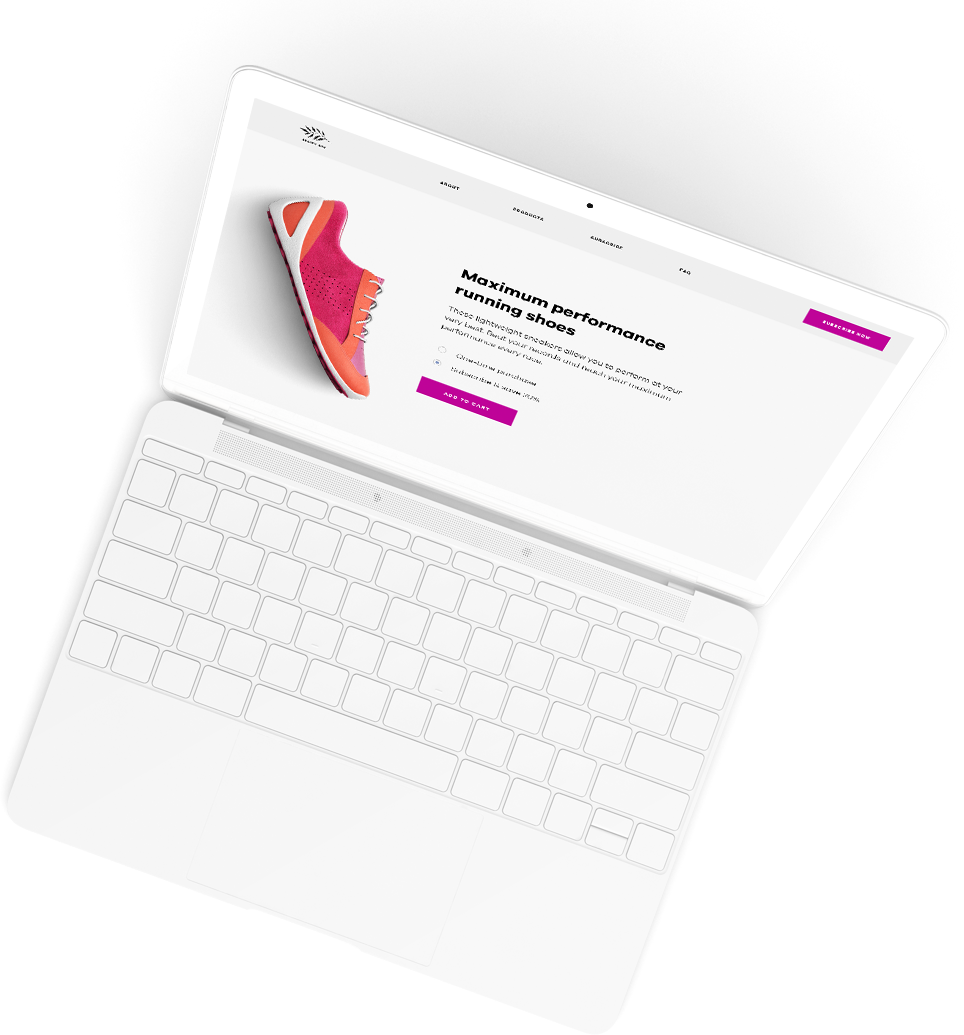 ABOUT
PRODUCTS
FAQ
SUBSCRIBE NOW
Maximum performance
running shoes
These lightweight sneakers allow you to perform at your
very best. Beat your records and reach your maximum
performance every race.
One-time purchase
Subscribe & save 20%
ADD TO CART